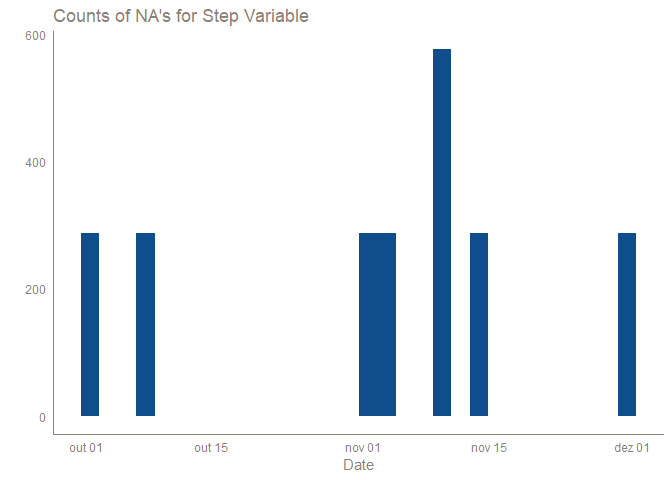 Counts of NA's for Step Variable
600
400
200
0
out 01
out 15
nov 01
nov 15
dez 01
Date